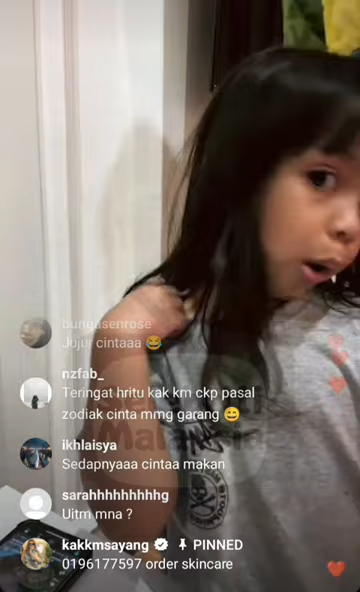 bungasenrose
Jujur cintaaa 😂
nzfab_
Teringat hritu kak km ckp pasal
zodiak cinta mmg garang 😄
ikhlaisya
Sedapnyaaa cintaa makan
sarahhhhhhhhhg
Uitm mna ?
kakkmsayang PINNED
0196177597 order skincare